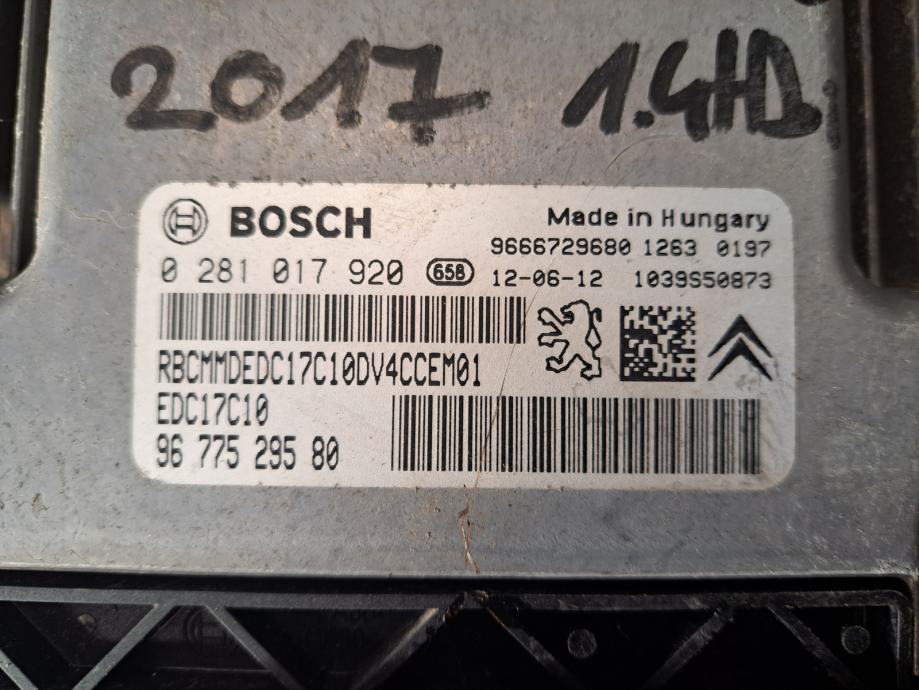 2017 1.4HDi
BOSCH
Made in Hungary
9666729680 1263 0197
0 281 017 920 658 12-06-12 1039S50873
RBCMMDEDC17C10DV4CCEM01
EDC17C10
96 775 295 80